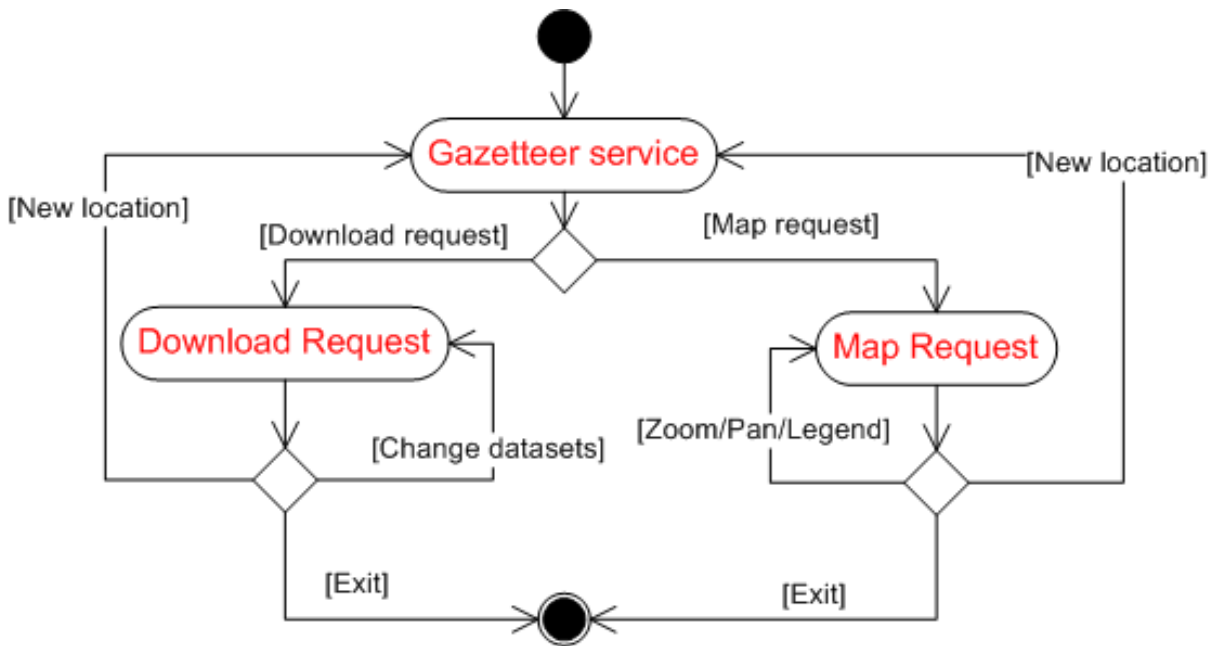 Gazetteer service
[New location]
[New location]
[Download request]
[Map request]
Download Request
Map Request
[Change datasets]
[Zoom/Pan/Legend]
[Exit]
[Exit]